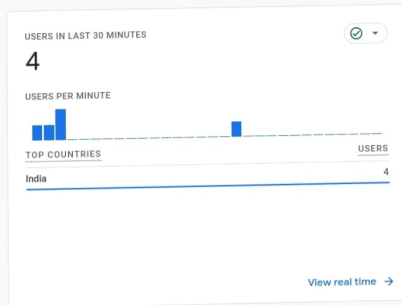 USERS IN LAST 30 MINUTES
4
USERS PER MINUTE
TOP COUNTRIES USERS
India 4
View real time